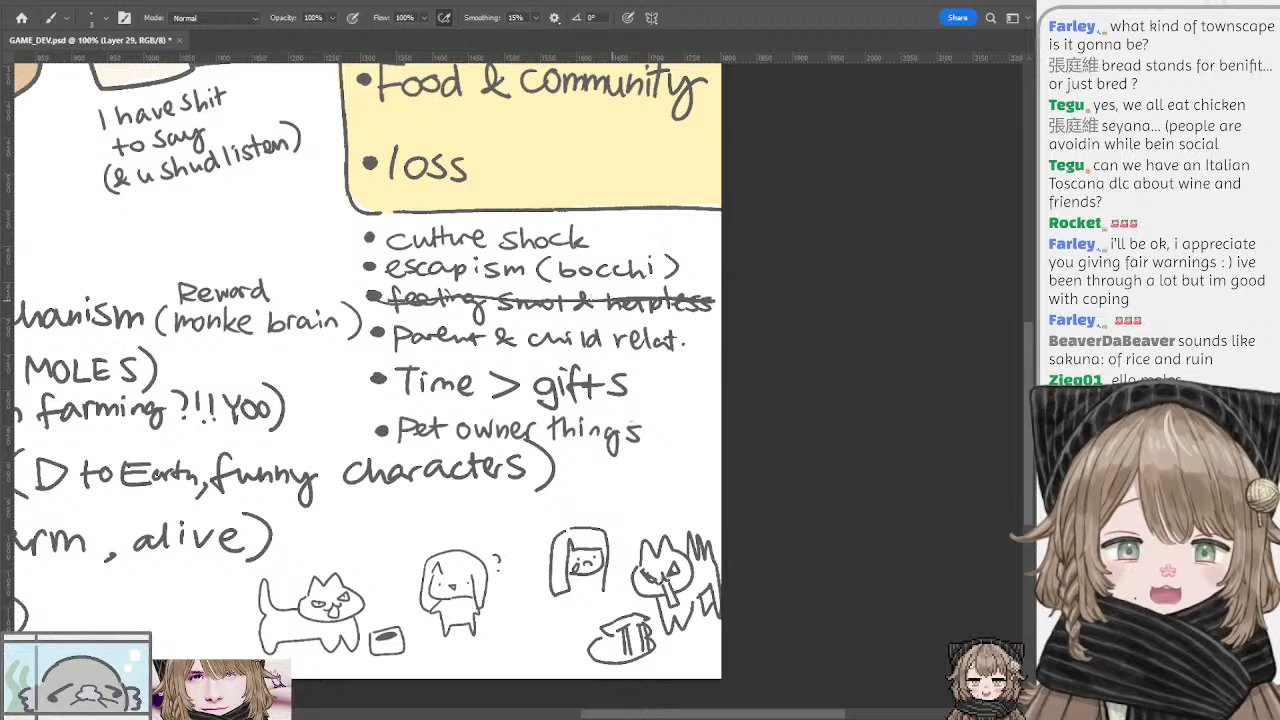 Mode: Normal Opacity: 100% Flow: 100% Smoothing: 15% 0° Share
GAME_DEV.psd @ 100% (Layer 29, RGB/8) *
I have shit
to say
(& u shud listen)
• Food & community
• loss
• culture shock
• escapism (bocchi)
• feeling smol & helpless
• Parent & child relat.
• Time > gifts
• Pet owner things
Reward
hanism (monke brain)
MOLES)
n farming ?!!YOO)
(D to Earth, funny characters)
arm, alive)
?
TB
Farley what kind of townscape
is it gonna be?
張庭維 bread stands for benifit...
or just bred ?
Tegu yes, we all eat chicken
張庭維 seyana... (people are
avoidin while bein social
Tegu can we have an Italian
Toscana dlc about wine and
friends?
Rocket
Farley i'll be ok, i appreciate
you giving fair warnings : ) ive
been through a lot but im good
with coping
Farley
BeaverDaBeaver sounds like
sakuna: of rice and ruin
Zieg01 ello moles